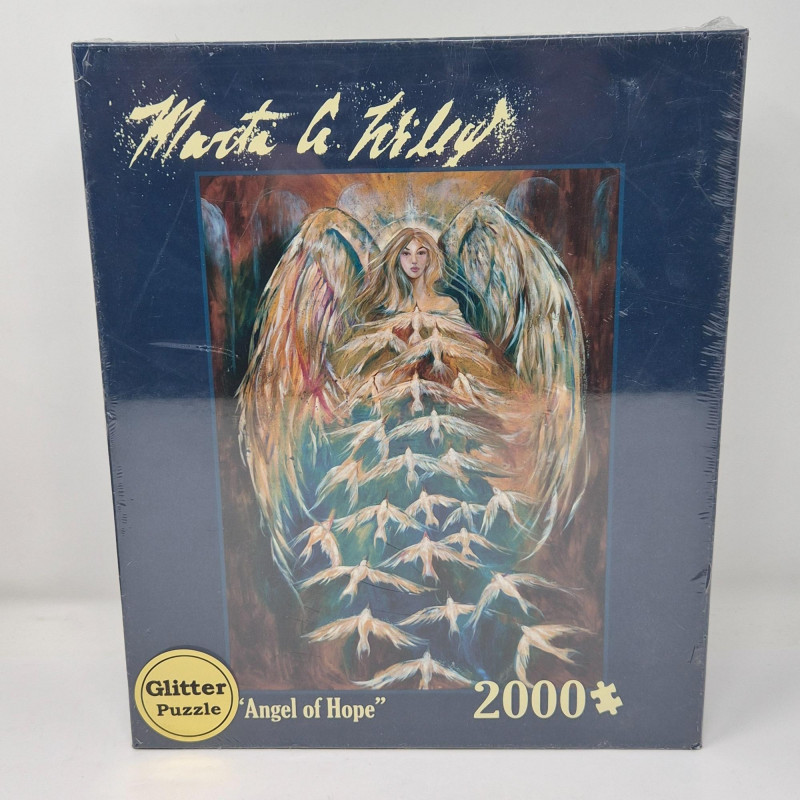 Marta G. Wiley
Glitter
Puzzle
"Angel of Hope"
2000